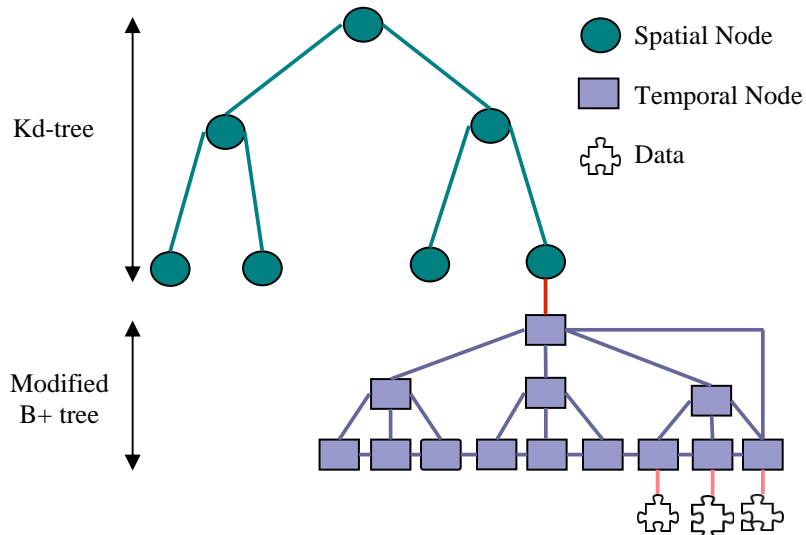 Spatial Node
Kd-tree
Temporal Node
Data
Modified
B+ tree